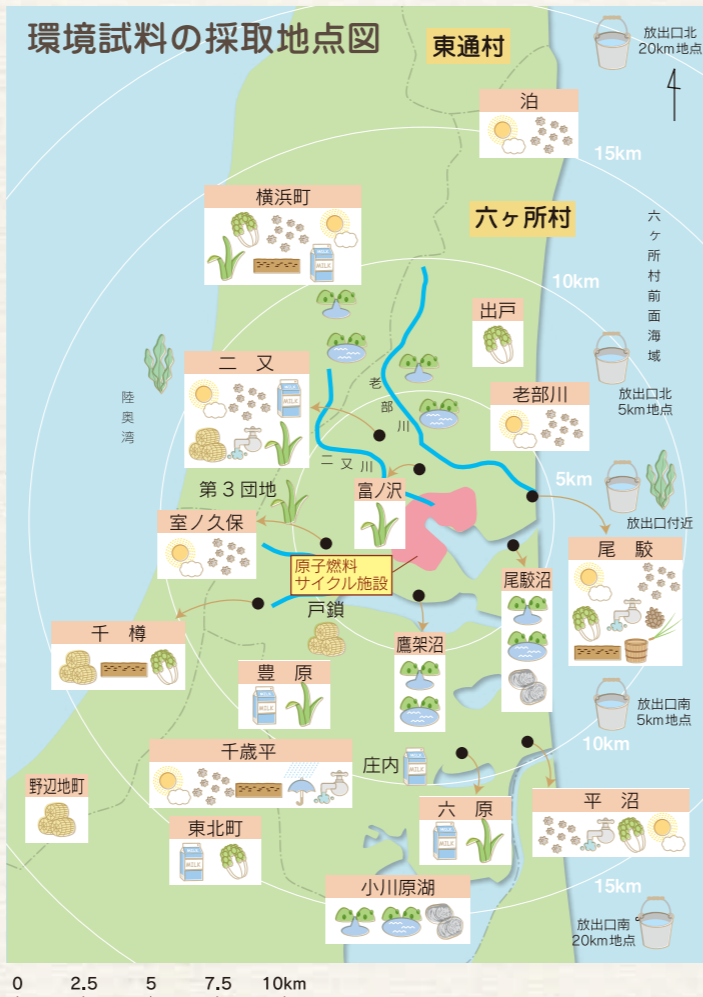 環境試料の採取地点図
東通村
放出口北
20km地点
泊
15km
横浜町
MILK
六ヶ所村
六ヶ所村前面海域
10km
出戸
放出口北
5km地点
陸奥湾
二又
MILK
老部川
老部川
二又川
5km
第3団地
富ノ沢
放出口付近
室ノ久保
原子燃料
サイクル施設
尾駮沼
尾駮
戸鎖
千樽
鷹架沼
豊原
MILK
放出口南
5km地点
10km
千歳平
庄内
MILK
野辺地町
六原
MILK
平沼
東北町
MILK
小川原湖
15km
放出口南
20km地点
0 2.5 5 7.5 10km